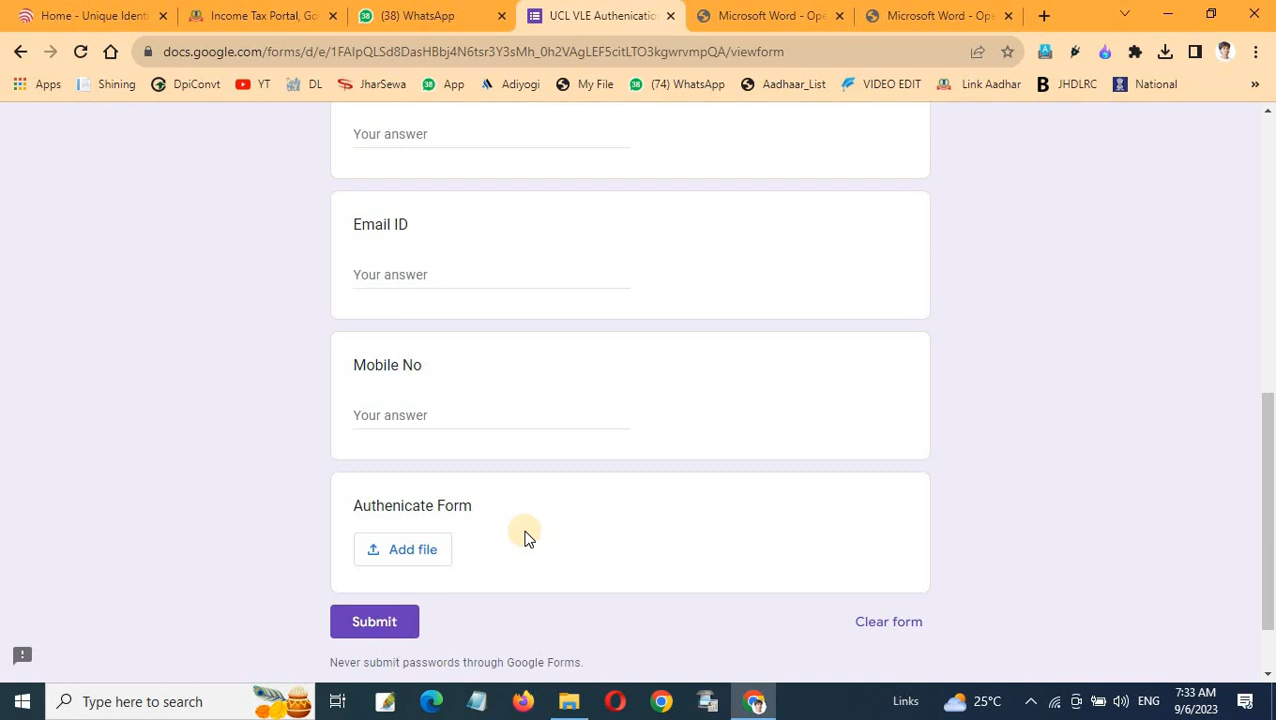 Home - Unique Identi
Income Tax Portal, Go
(38) WhatsApp
UCL VLE Authenticatio
Microsoft Word - Ope
Microsoft Word - Ope
docs.google.com/forms/d/e/1FAIpQLSd8DasHBbj4N6tsr3Y3sMh_0h2VAgLEF5citLTO3kgwrvmpQA/viewform
Apps
Shining
DpiConvt
YT
DL
JharSewa
38
App
Adiyogi
My File
38
(74) WhatsApp
Aadhaar_List
VIDEO EDIT
Link Aadhar
JHDLRC
National
Your answer
Email ID
Your answer
Mobile No
Your answer
Authenicate Form
Add file
Submit
Clear form
Never submit passwords through Google Forms.
Type here to search
Links
25°C
ENG
7:33 AM
9/6/2023